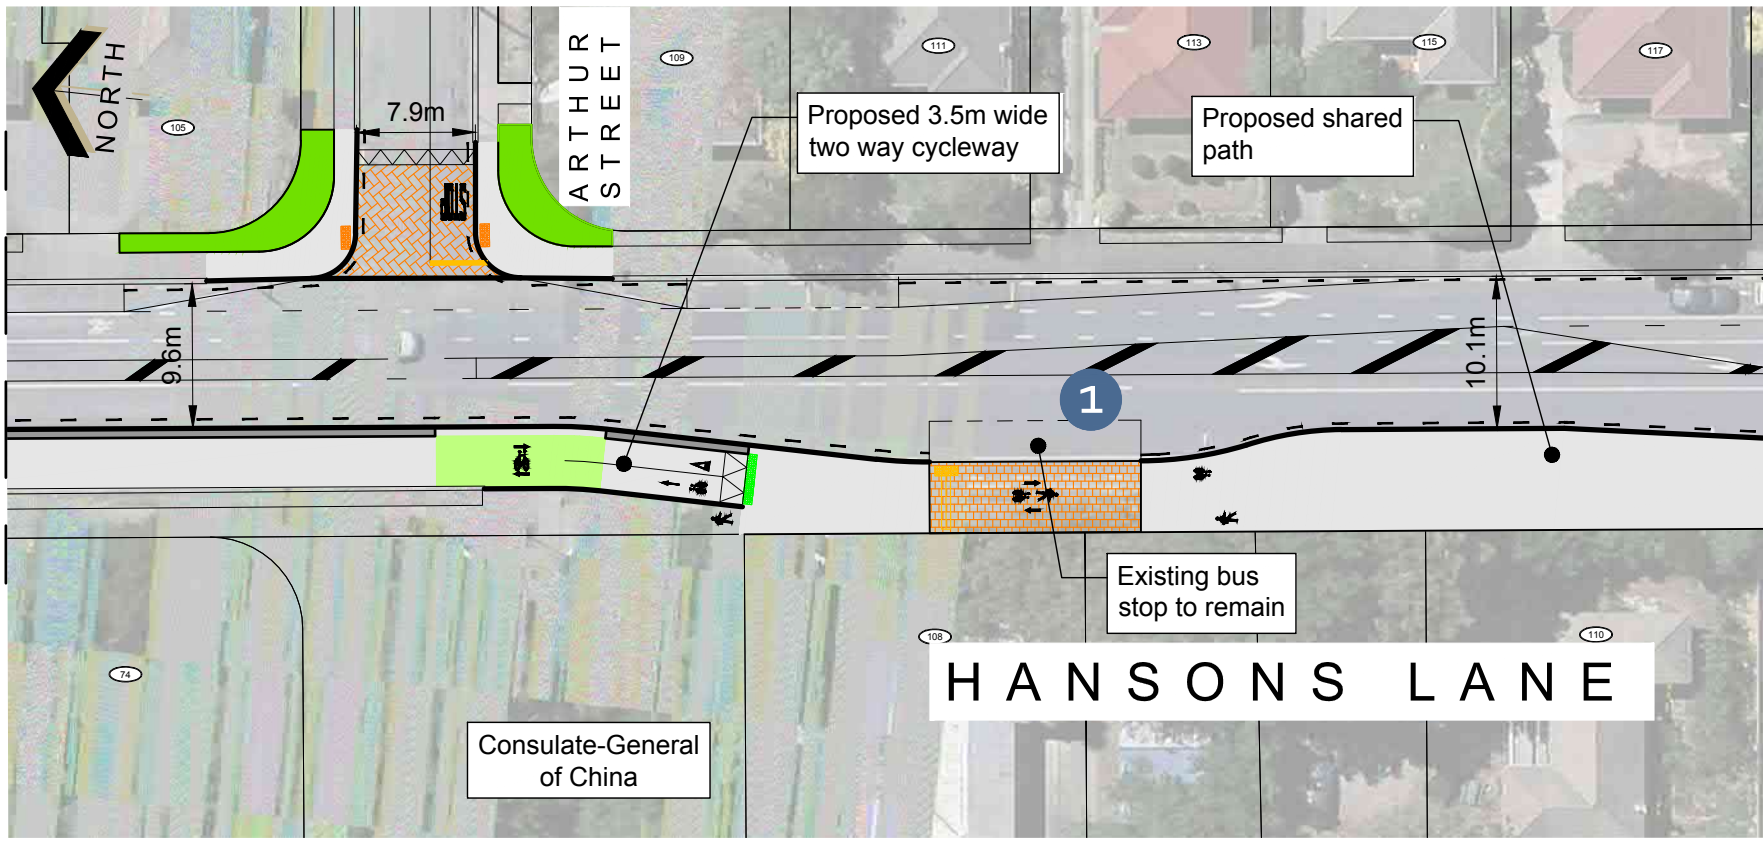 NORTH
105
7.9m
ARTHUR
STREET
109
111
113
115
117
Proposed 3.5m wide
two way cycleway
Proposed shared
path
9.6m
10.1m
1
Existing bus
stop to remain
108
110
HANSONS LANE
74
Consulate-General
of China